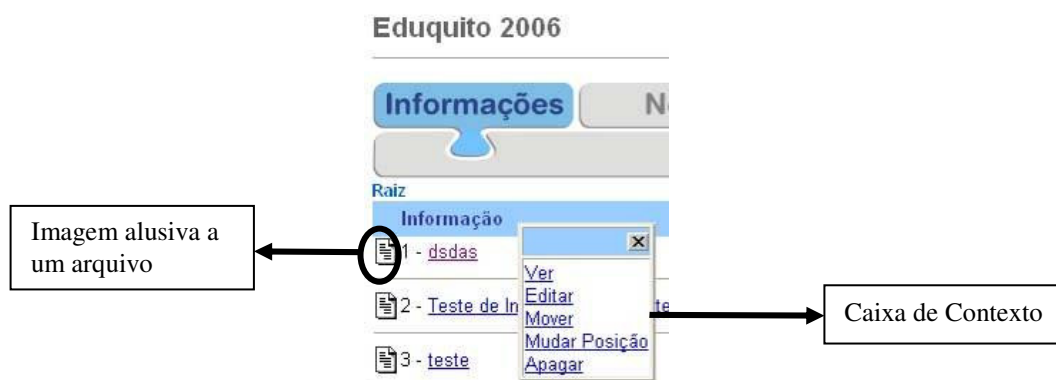 Eduquito 2006
Informações N
Raiz
Informação
1 - dsdas
2 - Teste de In
3 - teste
Ver
Editar
Mover
Mudar Posição
Apagar
Imagem alusiva a
um arquivo
Caixa de Contexto